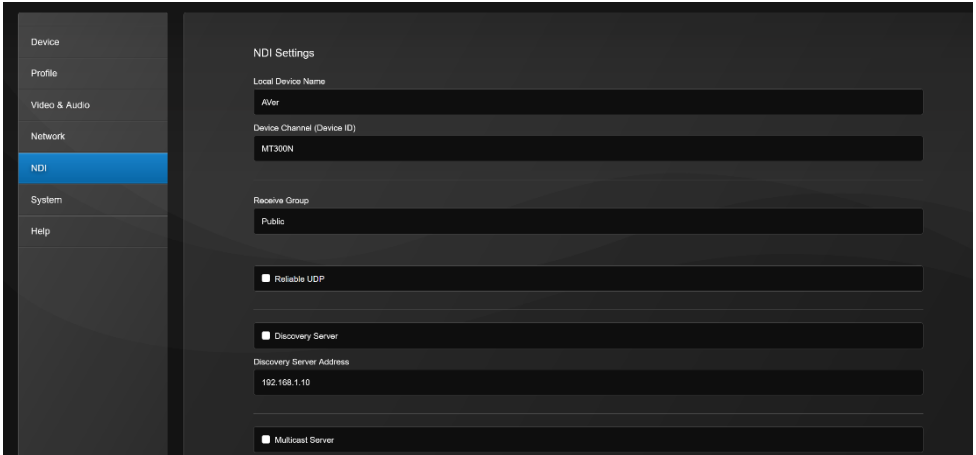 Device
Profile
Video & Audio
Network
NDI
System
Help
NDI Settings
Local Device Name
AVer
Device Channel (Device ID)
MT300N
Receive Group
Public
Reliable UDP
Discovery Server
Discovery Server Address
192.168.1.10
Multicast Server